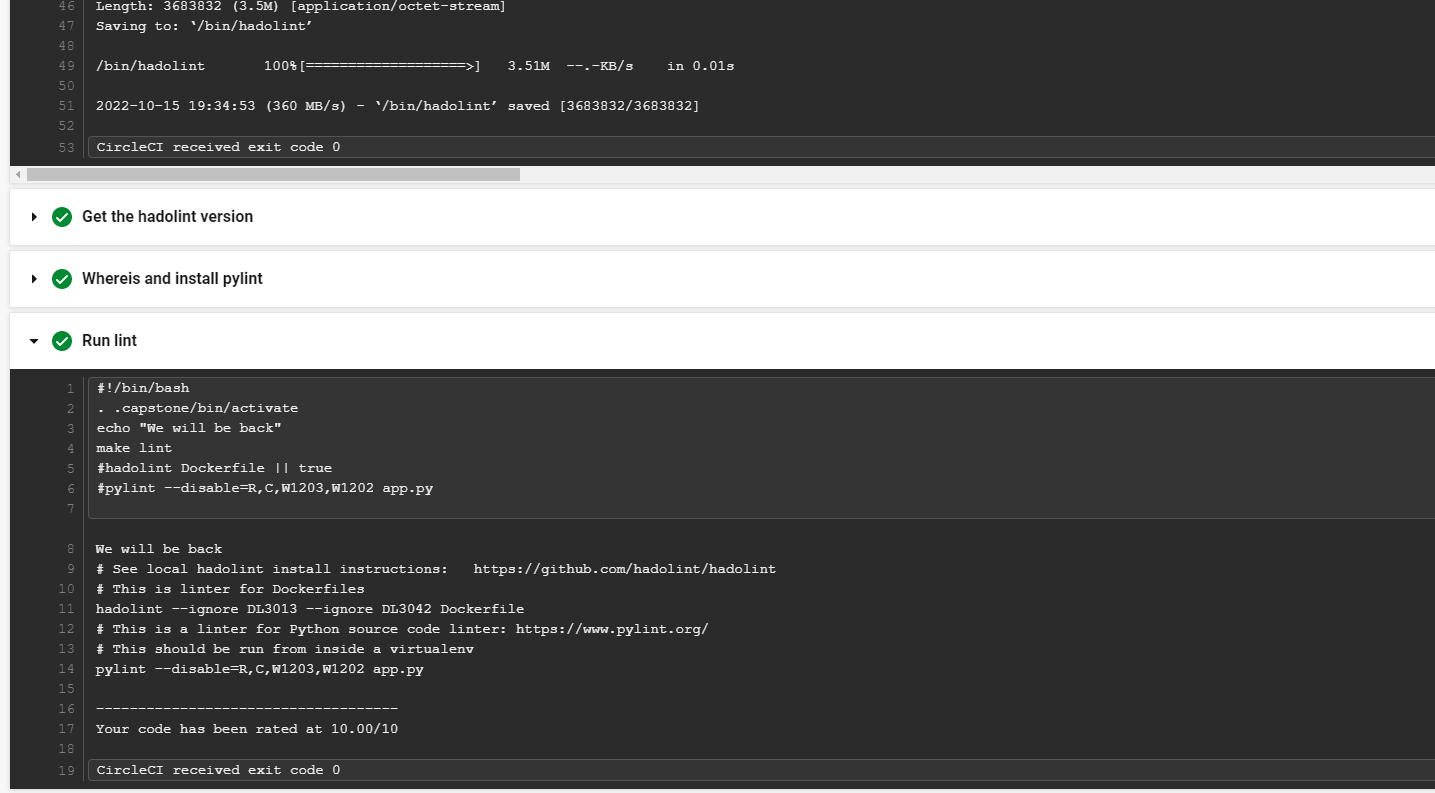 46 Length: 3683832 (3.5M) [application/octet-stream]
47 Saving to: ‘/bin/hadolint’
48
49 /bin/hadolint       100%[===================>]   3.51M  --.-KB/s    in 0.01s
50
51 2022-10-15 19:34:53 (360 MB/s) - ‘/bin/hadolint’ saved [3683832/3683832]
52
53 CircleCI received exit code 0
Get the hadolint version
Whereis and install pylint
Run lint
1 #!/bin/bash
2 . .capstone/bin/activate
3 echo "We will be back"
4 make lint
5 #hadolint Dockerfile || true
6 #pylint --disable=R,C,W1203,W1202 app.py
7
8 We will be back
9 # See local hadolint install instructions:   https://github.com/hadolint/hadolint
10 # This is linter for Dockerfiles
11 hadolint --ignore DL3013 --ignore DL3042 Dockerfile
12 # This is a linter for Python source code linter: https://www.pylint.org/
13 # This should be run from inside a virtualenv
14 pylint --disable=R,C,W1203,W1202 app.py
15
16 ------------------------------------
17 Your code has been rated at 10.00/10
18
19 CircleCI received exit code 0